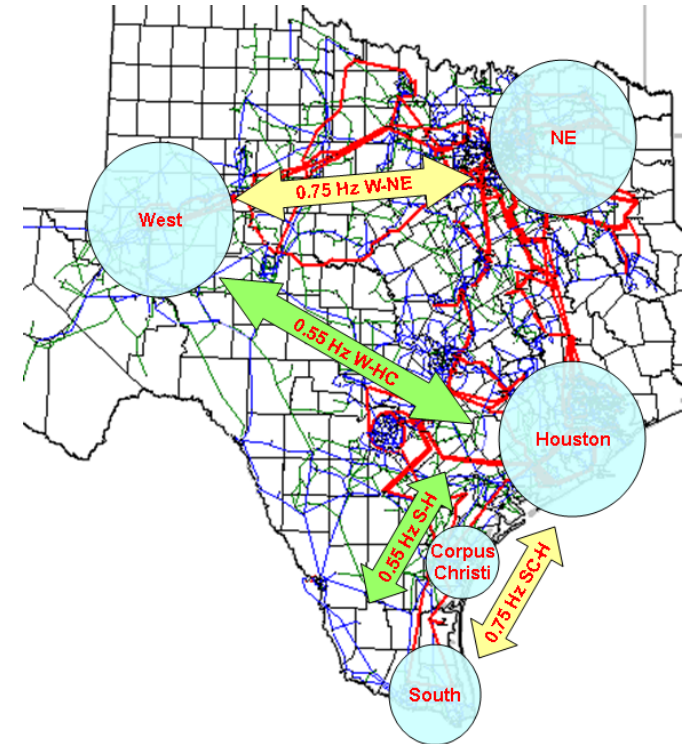 NE
0.75 Hz W-NE
West
0.55 Hz W-HC
Houston
0.55 Hz S-H
Corpus
Christi
0.75 Hz SC-H
South